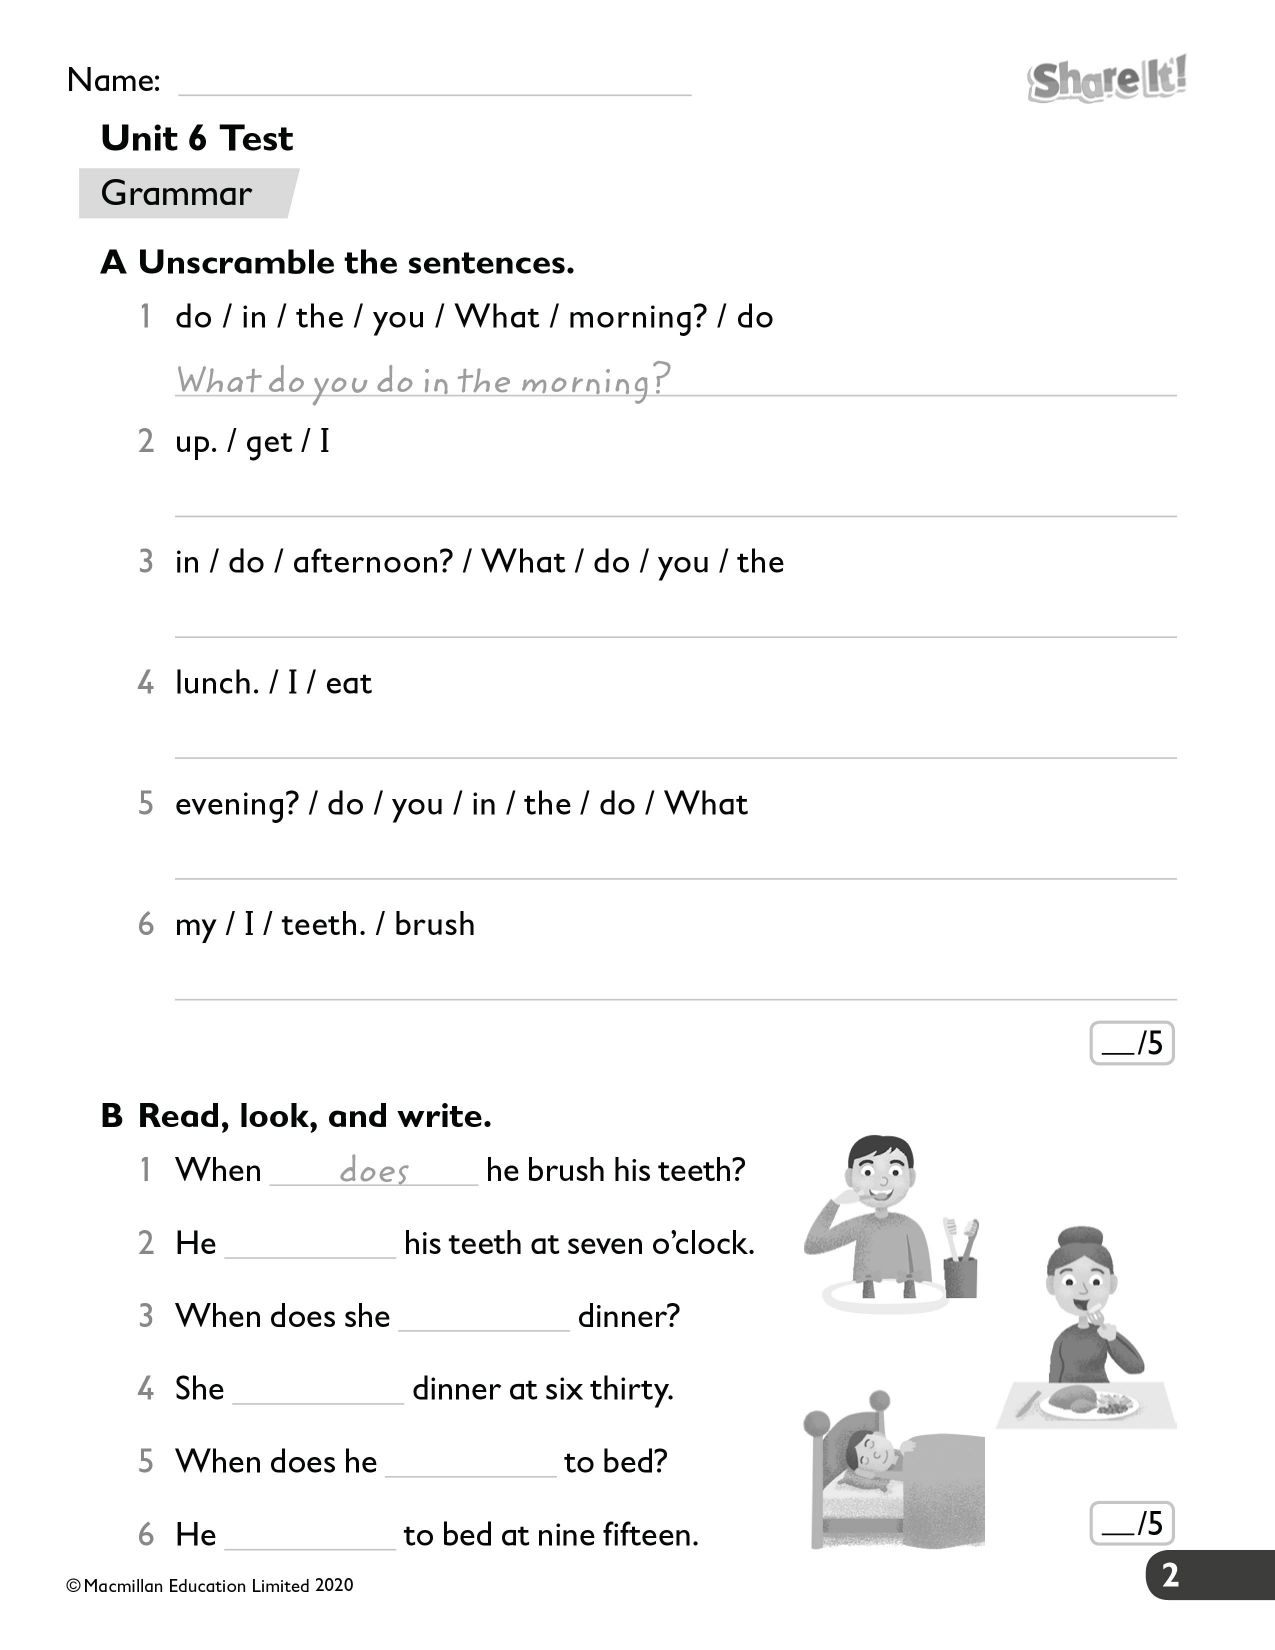 Name:
Share It!
Unit 6 Test
Grammar
A Unscramble the sentences.
1 do / in / the / you / What / morning? / do
What do you do in the morning?
2 up. / get / I
3 in / do / afternoon? / What / do / you / the
4 lunch. / I / eat
5 evening? / do / you / in / the / do / What
6 my / I / teeth. / brush
__/5
B Read, look, and write.
1 When does he brush his teeth?
2 He __________ his teeth at seven o’clock.
3 When does she __________ dinner?
4 She __________ dinner at six thirty.
5 When does he __________ to bed?
6 He __________ to bed at nine fifteen.
__/5
© Macmillan Education Limited 2020
2